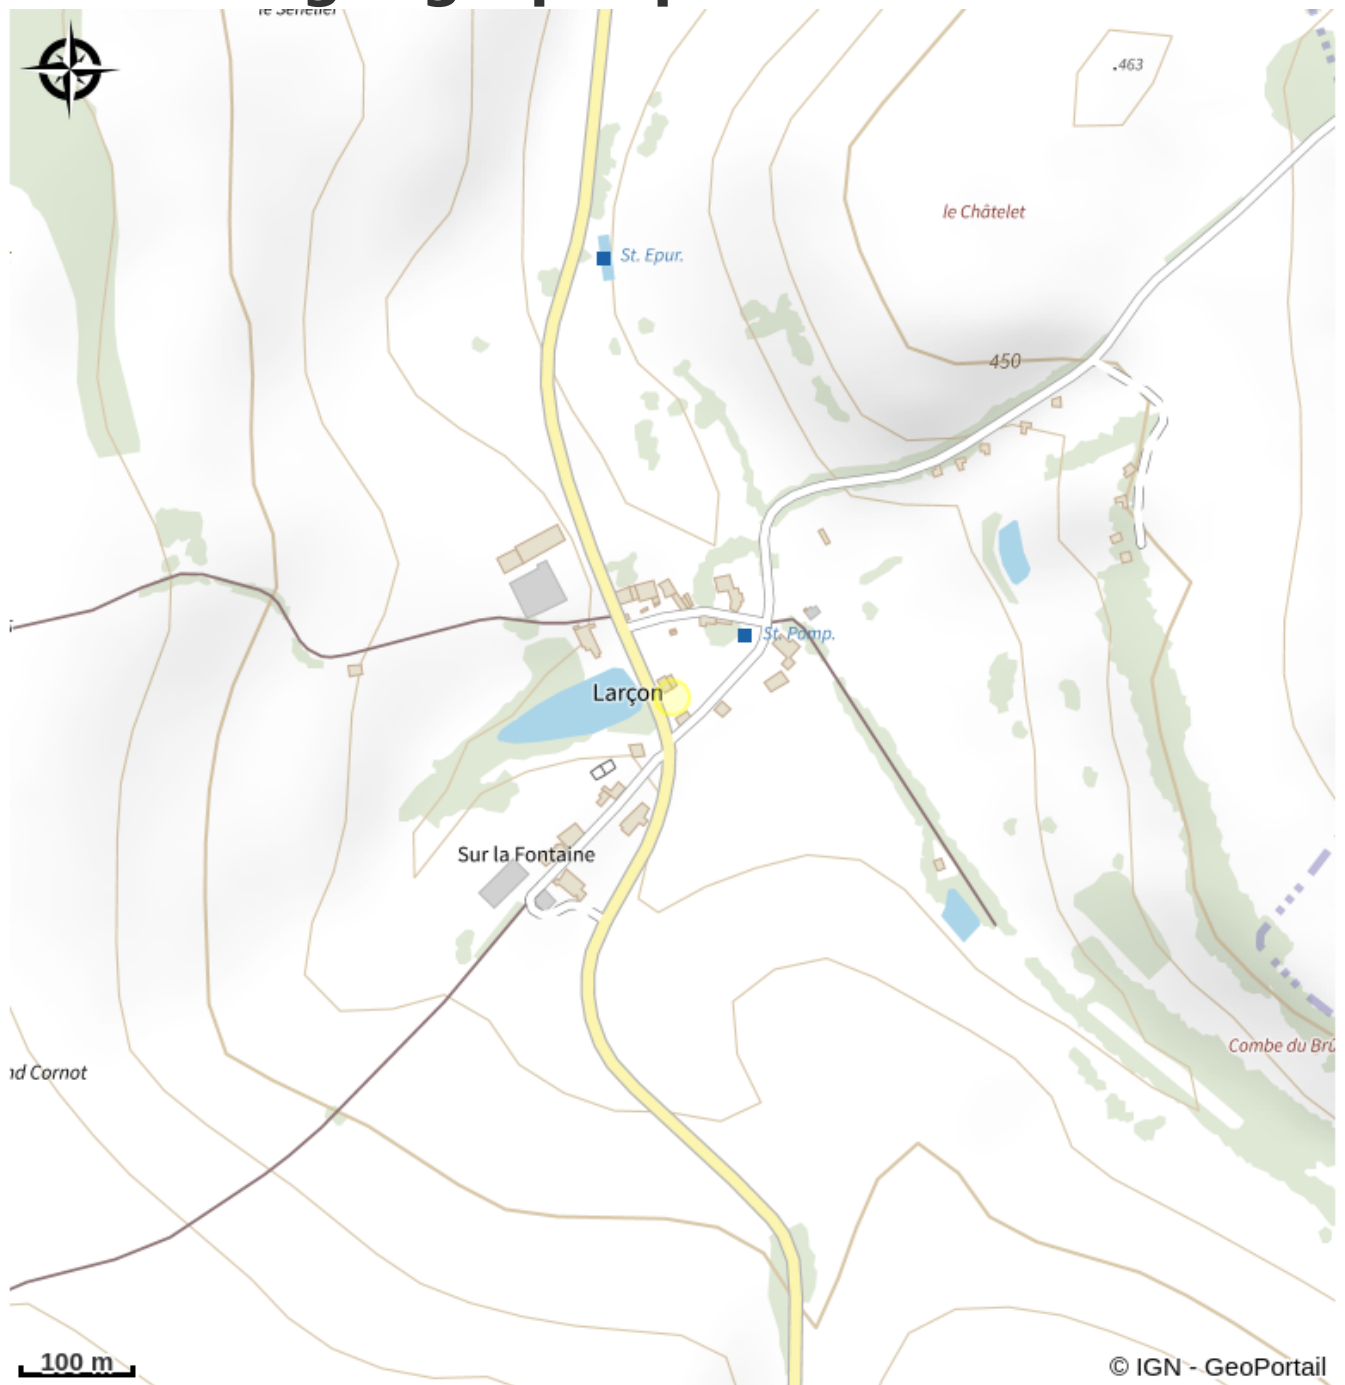 .463
le Châtelet
St. Epur.
450
St. Pomp.
Larçon
Sur la Fontaine
Combe du Brû
nd Cornot
100 m
© IGN - GeoPortail